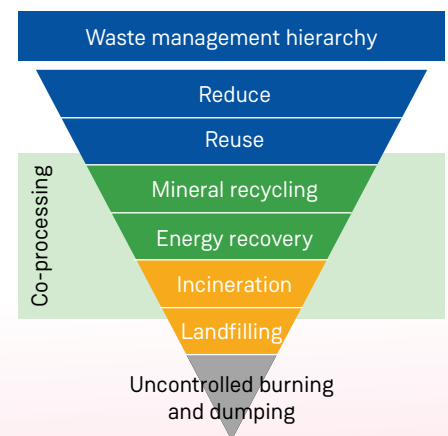 Waste management hierarchy
Reduce
Reuse
Co-processing
Mineral recycling
Energy recovery
Incineration
Landfilling
Uncontrolled burning
and dumping